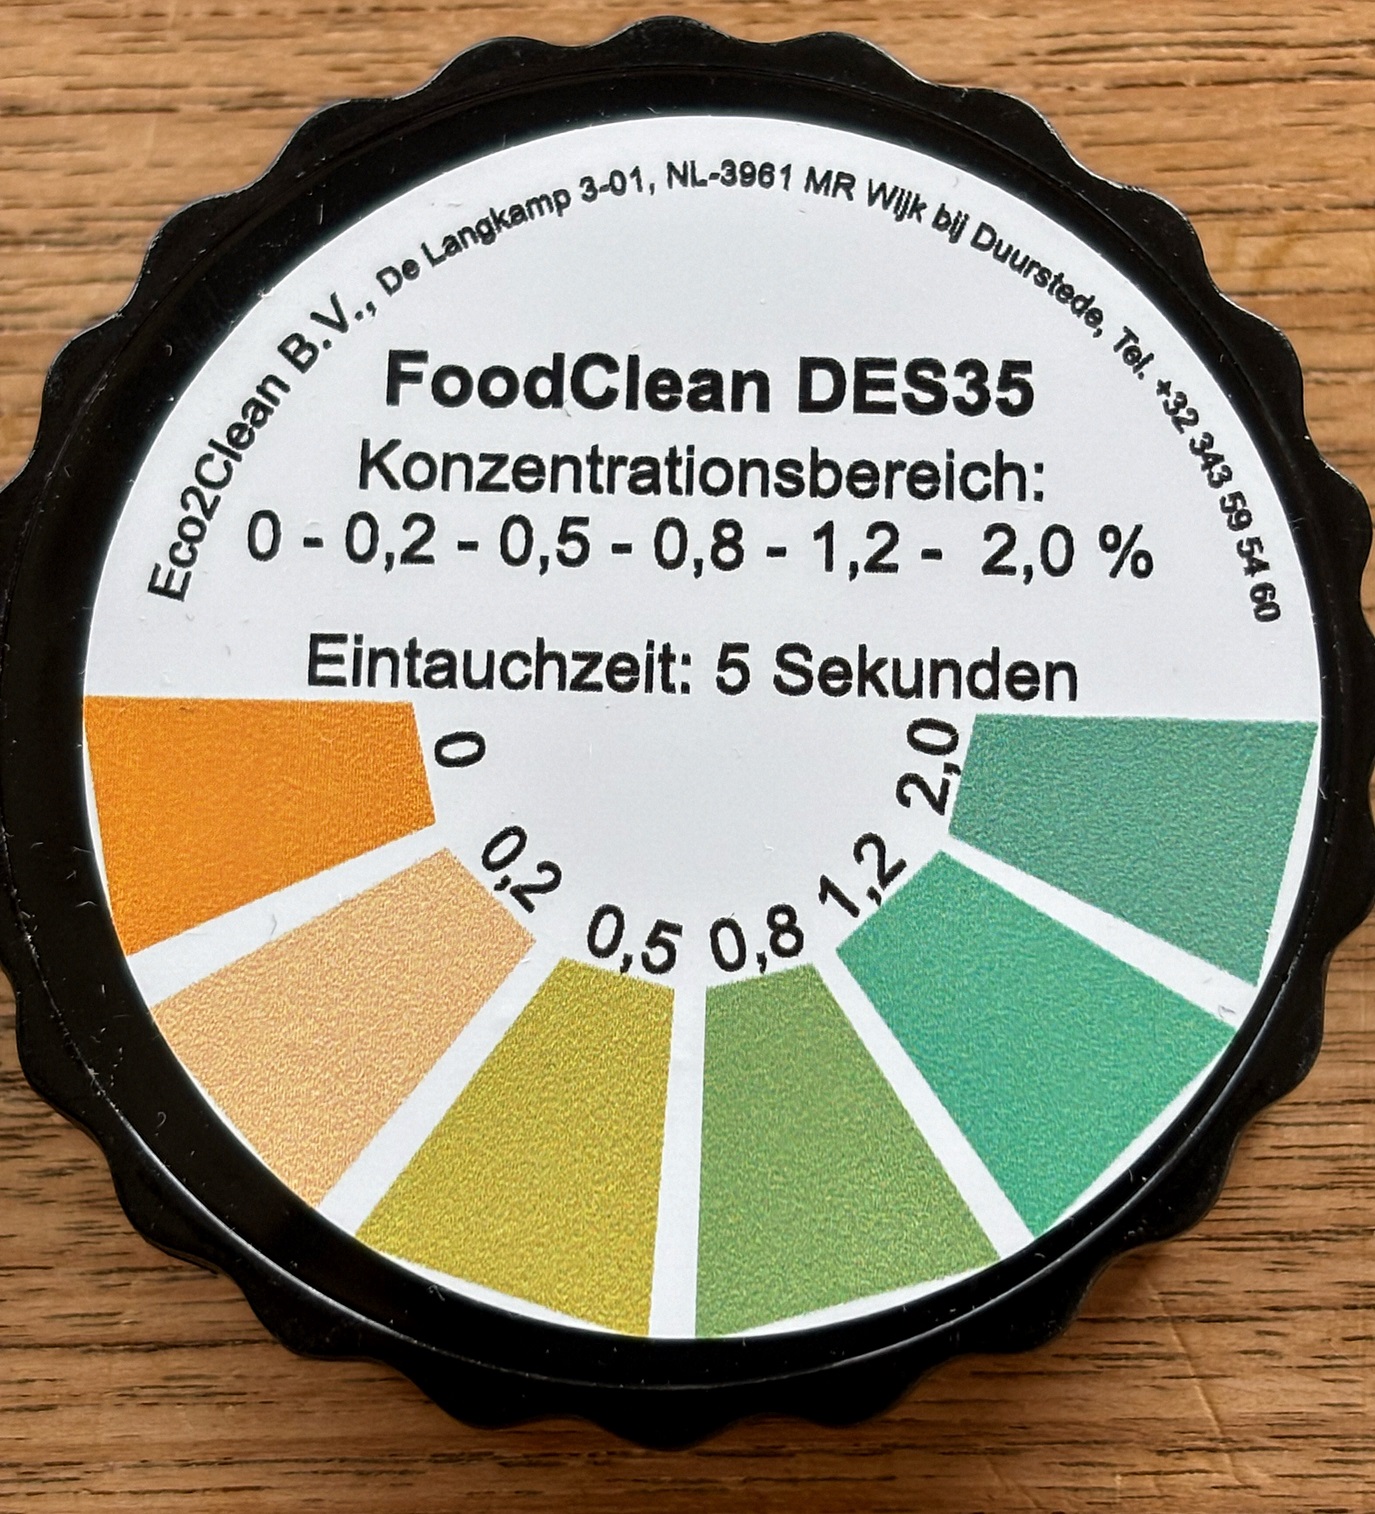 Eco2Clean B.V., De Langkamp 3-01, NL-3961 MR Wijk bij Duurstede, Tel. +32 343 59 54 60
FoodClean DES35
Konzentrationsbereich:
0 - 0,2 - 0,5 - 0,8 - 1,2 - 2,0 %
Eintauchzeit: 5 Sekunden
0
0,2
0,5
0,8
1,2
2,0